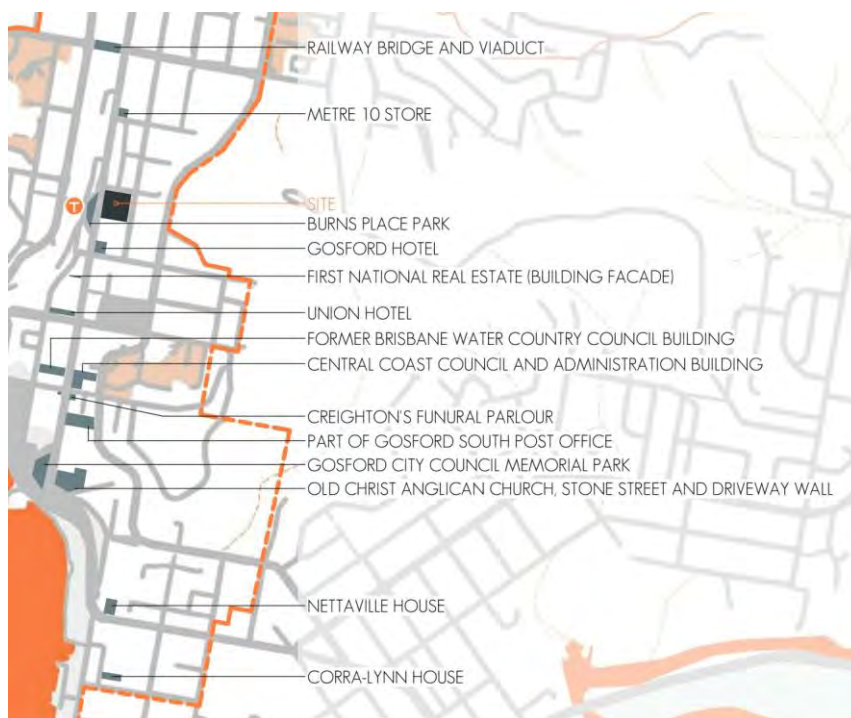 RAILWAY BRIDGE AND VIADUCT
METRE 10 STORE
T
SITE
BURNS PLACE PARK
GOSFORD HOTEL
FIRST NATIONAL REAL ESTATE (BUILDING FACADE)
UNION HOTEL
FORMER BRISBANE WATER COUNTRY COUNCIL BUILDING
CENTRAL COAST COUNCIL AND ADMINISTRATION BUILDING
CREIGHTON'S FUNURAL PARLOUR
PART OF GOSFORD SOUTH POST OFFICE
GOSFORD CITY COUNCIL MEMORIAL PARK
OLD CHRIST ANGLICAN CHURCH, STONE STREET AND DRIVEWAY WALL
NETTAVILLE HOUSE
CORRA-LYNN HOUSE